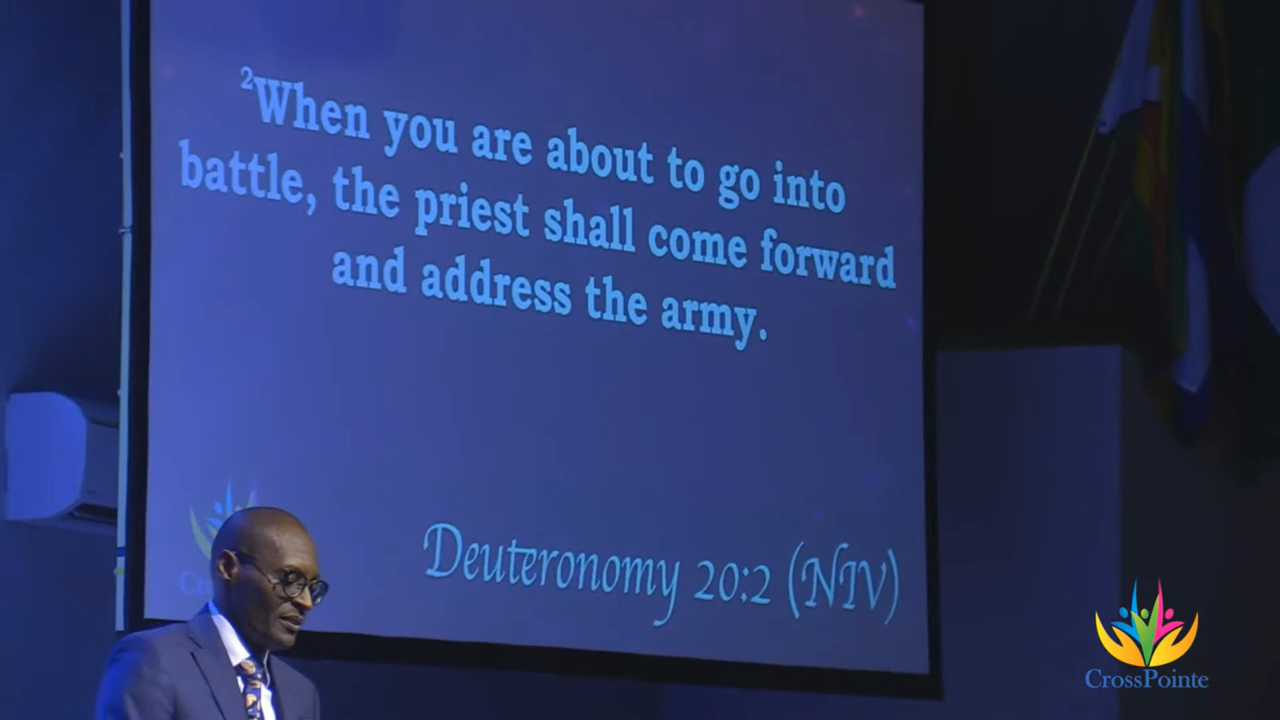 ²When you are about to go into
battle, the priest shall come forward
and address the army.
Deuteronomy 20:2 (NIV)
CrossPointe